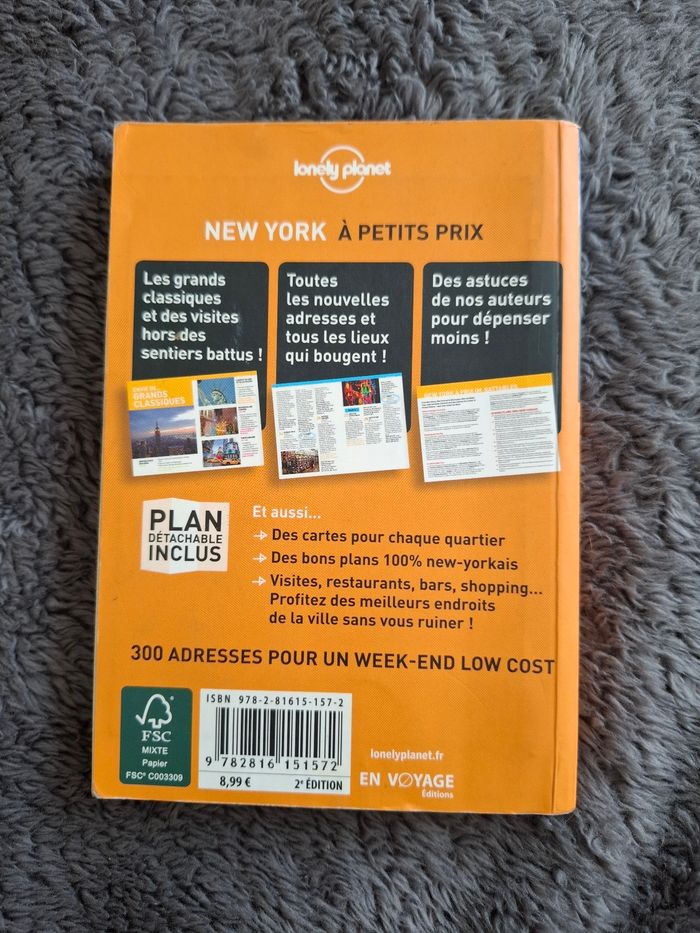 lonely planet
NEW YORK À PETITS PRIX
Les grands
classiques
et des visites
hors des
sentiers battus !
Toutes
les nouvelles
adresses et
tous les lieux
qui bougent !
Des astuces
de nos auteurs
pour dépenser
moins !
ENVIE DE...
GRANDS
CLASSIQUES
PLAN
DÉTACHABLE
INCLUS
Et aussi...
→ Des cartes pour chaque quartier
→ Des bons plans 100% new-yorkais
→ Visites, restaurants, bars, shopping...
Profitez des meilleurs endroits
de la ville sans vous ruiner !
300 ADRESSES POUR UN WEEK-END LOW COST
FSC
MIXTE
Papier
FSC® C003309
ISBN 978-2-81615-157-2
9 782816 151572
8,99 € 2e ÉDITION
lonelyplanet.fr
EN VOYAGE
Éditions